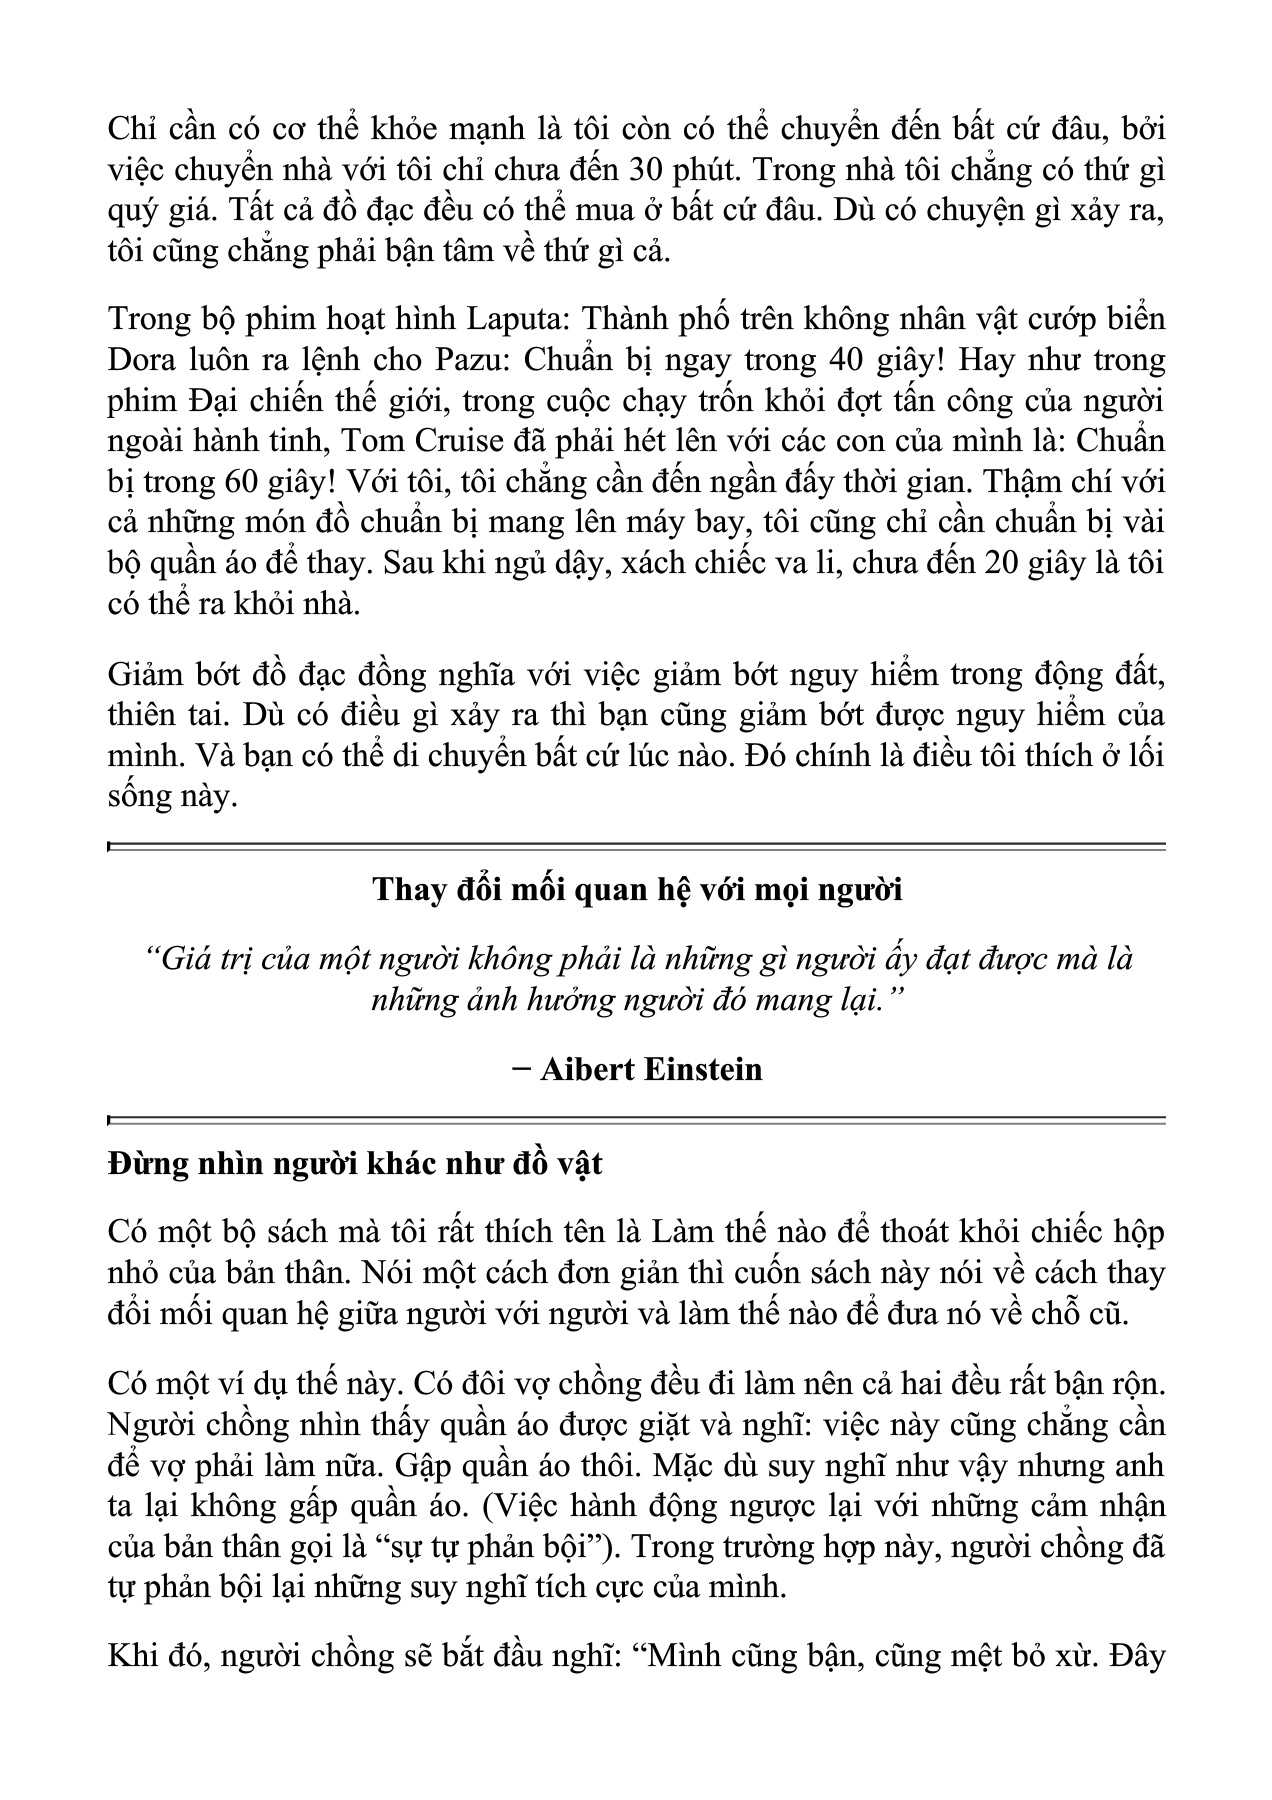 Chỉ cần có cơ thể khỏe mạnh là tôi còn có thể chuyển đến bất cứ đâu, bởi
việc chuyển nhà với tôi chỉ chưa đến 30 phút. Trong nhà tôi chẳng có thứ gì
quý giá. Tất cả đồ đạc đều có thể mua ở bất cứ đâu. Dù có chuyện gì xảy ra,
tôi cũng chẳng phải bận tâm về thứ gì cả.
Trong bộ phim hoạt hình Laputa: Thành phố trên không nhân vật cướp biển
Dora luôn ra lệnh cho Pazu: Chuẩn bị ngay trong 40 giây! Hay như trong
phim Đại chiến thế giới, trong cuộc chạy trốn khỏi đợt tấn công của người
ngoài hành tinh, Tom Cruise đã phải hét lên với các con của mình là: Chuẩn
bị trong 60 giây! Với tôi, tôi chẳng cần đến ngần đấy thời gian. Thậm chí với
cả những món đồ chuẩn bị mang lên máy bay, tôi cũng chỉ cần chuẩn bị vài
bộ quần áo để thay. Sau khi ngủ dậy, xách chiếc va li, chưa đến 20 giây là tôi
có thể ra khỏi nhà.
Giảm bớt đồ đạc đồng nghĩa với việc giảm bớt nguy hiểm trong động đất,
thiên tai. Dù có điều gì xảy ra thì bạn cũng giảm bớt được nguy hiểm của
mình. Và bạn có thể di chuyển bất cứ lúc nào. Đó chính là điều tôi thích ở lối
sống này.
Thay đổi mối quan hệ với mọi người
“Giá trị của một người không phải là những gì người ấy đạt được mà là
những ảnh hưởng người đó mang lại.”
− Aibert Einstein
Đừng nhìn người khác như đồ vật
Có một bộ sách mà tôi rất thích tên là Làm thế nào để thoát khỏi chiếc hộp
nhỏ của bản thân. Nói một cách đơn giản thì cuốn sách này nói về cách thay
đổi mối quan hệ giữa người với người và làm thế nào để đưa nó về chỗ cũ.
Có một ví dụ thế này. Có đôi vợ chồng đều đi làm nên cả hai đều rất bận rộn.
Người chồng nhìn thấy quần áo được giặt và nghĩ: việc này cũng chẳng cần
để vợ phải làm nữa. Gập quần áo thôi. Mặc dù suy nghĩ như vậy nhưng anh
ta lại không gấp quần áo. (Việc hành động ngược lại với những cảm nhận
của bản thân gọi là “sự tự phản bội”). Trong trường hợp này, người chồng đã
tự phản bội lại những suy nghĩ tích cực của mình.
Khi đó, người chồng sẽ bắt đầu nghĩ: “Mình cũng bận, cũng mệt bỏ xừ. Đây